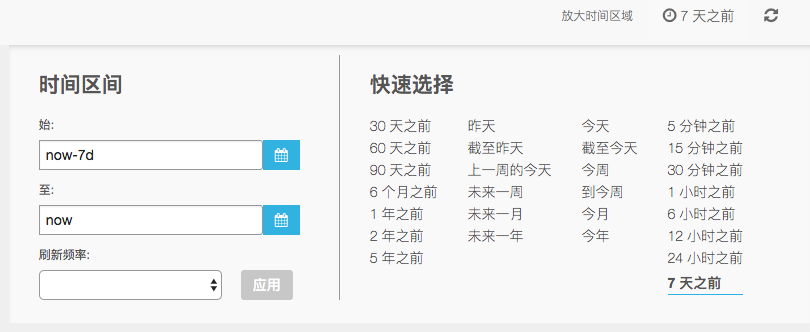 放大时间区域
7 天之前
时间区间
始:
now-7d
至:
now
刷新频率:
应用
快速选择
30 天之前
60 天之前
90 天之前
6 个月之前
1 年之前
2 年之前
5 年之前
昨天
截至昨天
上一周的今天
未来一周
未来一月
未来一年
今天
截至今天
今周
到今周
今月
今年
5 分钟之前
15 分钟之前
30 分钟之前
1 小时之前
6 小时之前
12 小时之前
24 小时之前
7 天之前